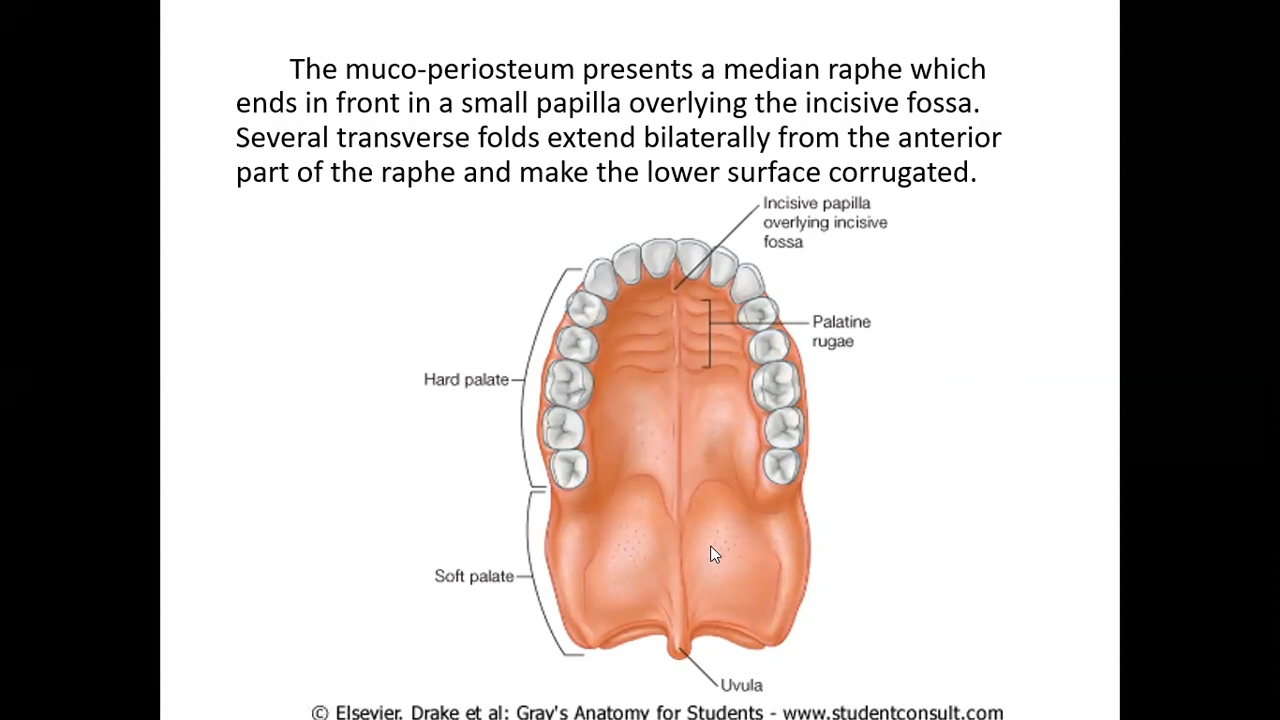 The muco-periosteum presents a median raphe which
ends in front in a small papilla overlying the incisive fossa.
Several transverse folds extend bilaterally from the anterior
part of the raphe and make the lower surface corrugated.
Incisive papilla
overlying incisive
fossa
Palatine
rugae
Hard palate
Soft palate
Uvula
© Elsevier. Drake et al: Gray's Anatomy for Students - www.studentconsult.com